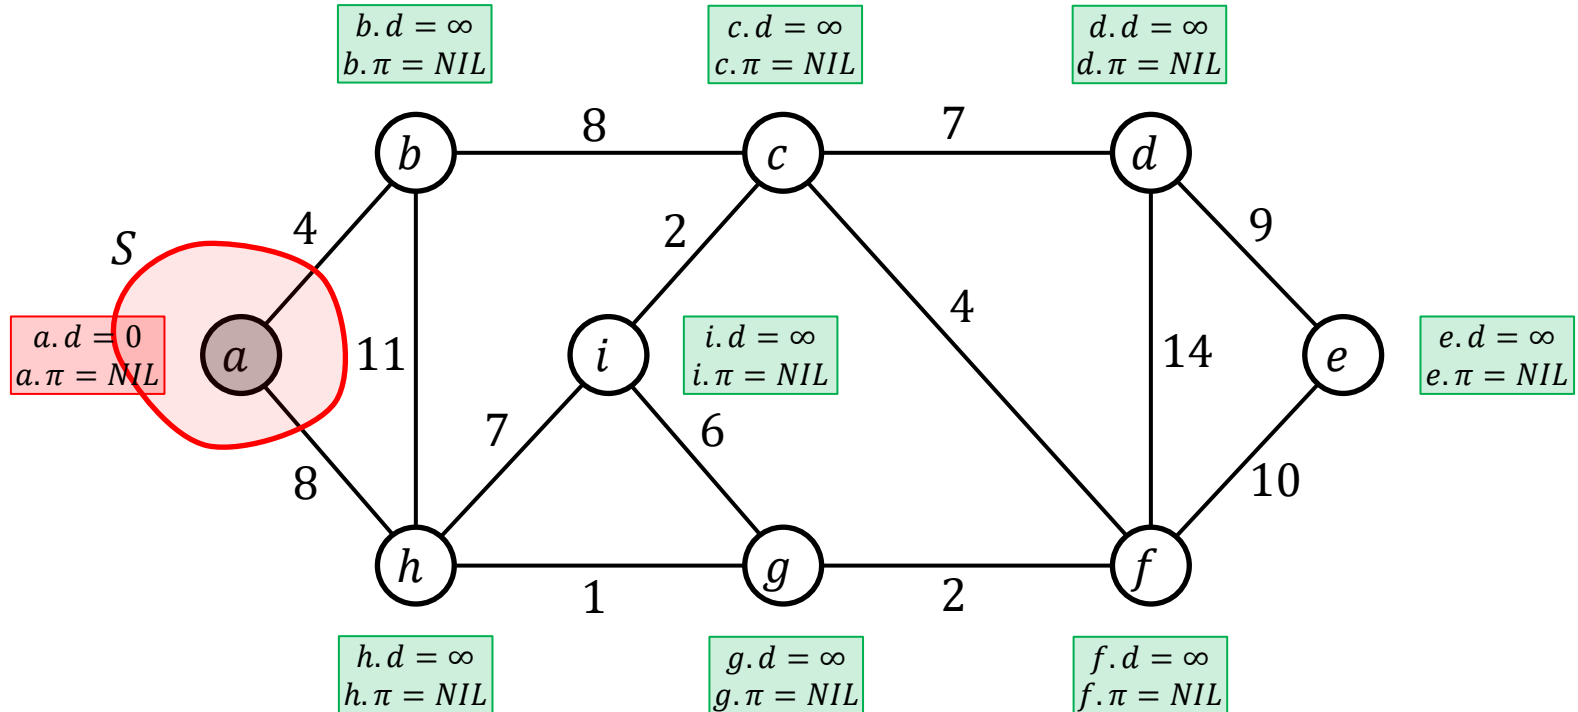 b.d = ∞
b.π = NIL
c.d = ∞
c.π = NIL
d.d = ∞
d.π = NIL
b
8
c
7
d
4
2
9
S
a.d = 0
a.π = NIL
a
11
i
i.d = ∞
i.π = NIL
4
14
e
e.d = ∞
e.π = NIL
8
7
6
10
h
1
g
2
f
h.d = ∞
h.π = NIL
g.d = ∞
g.π = NIL
f.d = ∞
f.π = NIL